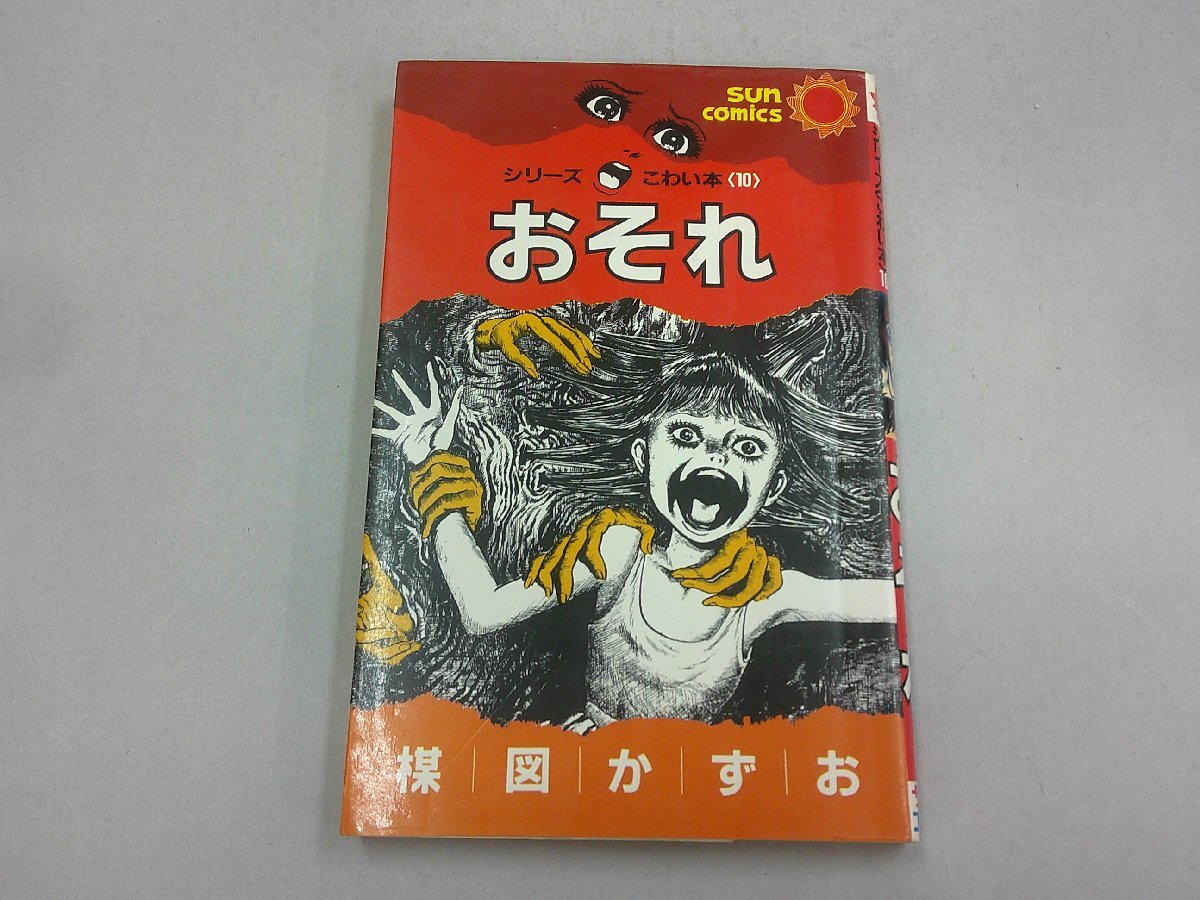 sun
comics
シリーズ こわい本〈10〉
おそれ
楳図かずお